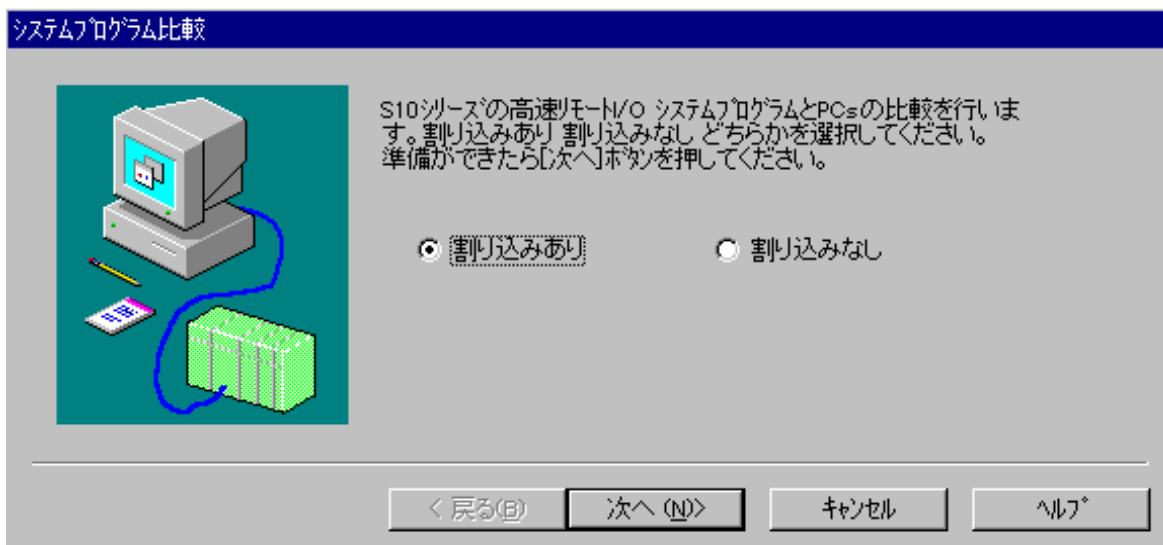 システムプログラム比較
S10シリーズの高速リモートI/O システムプログラムとPCsの比較を行いま
す。割り込みあり 割り込みなし どちらかを選択してください。
準備ができたら[次へ]ボタンを押してください。
割り込みあり 割り込みなし
< 戻る(B) 次へ (N)> キャンセル ヘルプ